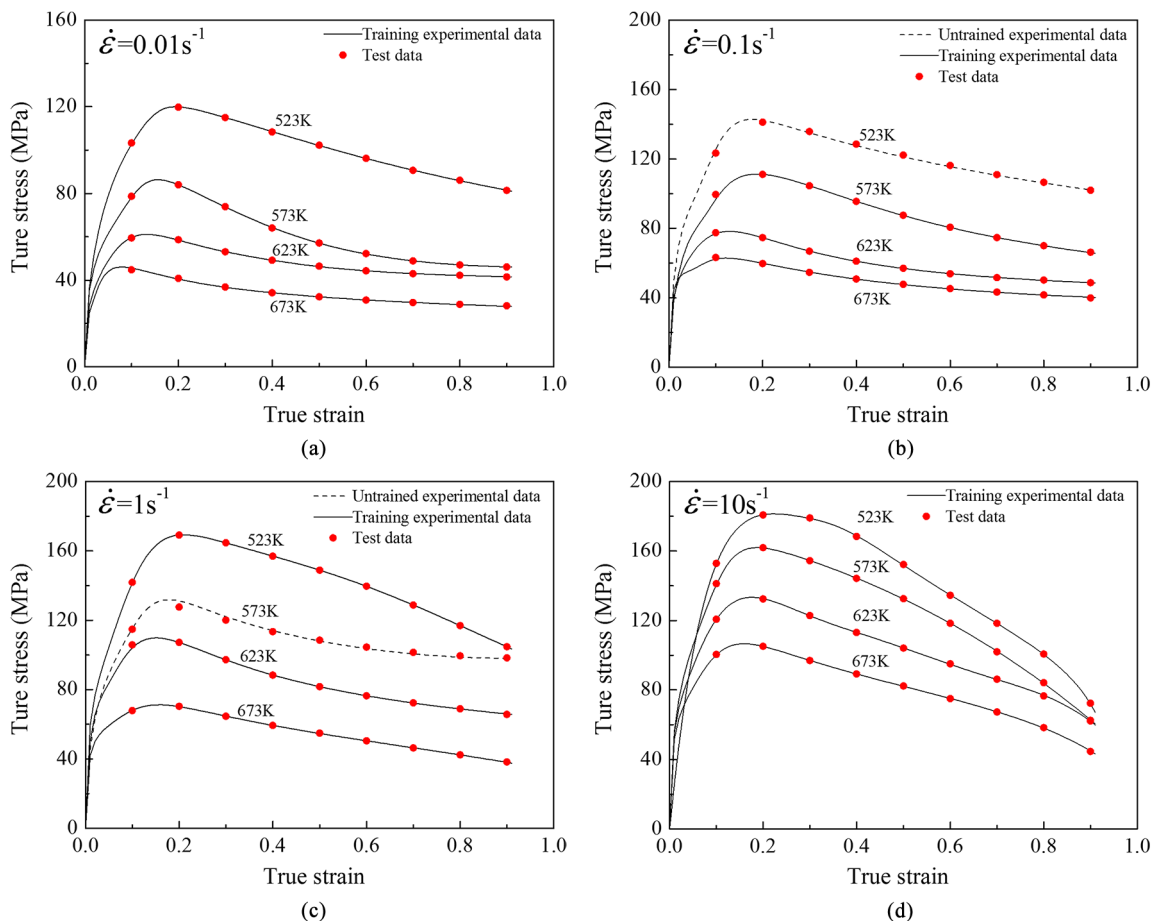 160
120
80
40
0
Ture stress (MPa)
ε̇=0.01s⁻¹
Training experimental data
Test data
523K
573K
623K
673K
0.0 0.2 0.4 0.6 0.8 1.0
True strain
(a)
200
160
120
80
40
0
Ture stress (MPa)
ε̇=0.1s⁻¹
Untrained experimental data
Training experimental data
Test data
523K
573K
623K
673K
0.0 0.2 0.4 0.6 0.8 1.0
True strain
(b)
200
160
120
80
40
0
Ture stress (MPa)
ε̇=1s⁻¹
Untrained experimental data
Training experimental data
Test data
523K
573K
623K
673K
0.0 0.2 0.4 0.6 0.8 1.0
True strain
(c)
200
160
120
80
40
0
Ture stress (MPa)
ε̇=10s⁻¹
Training experimental data
Test data
523K
573K
623K
673K
0.0 0.2 0.4 0.6 0.8 1.0
True strain
(d)